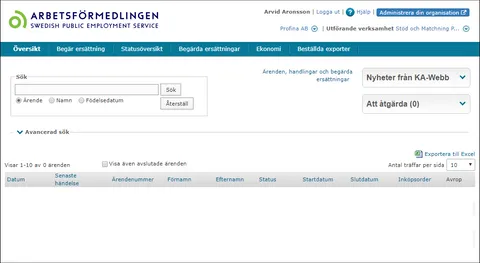 ARBETSFÖRMEDLINGEN
SWEDISH PUBLIC EMPLOYMENT SERVICE
Arvid Aronsson | Logga ut | ? Hjälp | Administrera din organisation
Profina AB | Utförande verksamhet Stöd och Matchning P...
Översikt Begär ersättning Statusöversikt Begärda ersättningar Ekonomi Beställda exporter
Sök
Sök
Ärende Namn Födelsedatum
Återställ
Ärenden, handlingar och begärda
ersättningar
Nyheter från KA-Webb
Att åtgärda (0)
Avancerad sök
Exportera till Excel
Visar 1-10 av 0 ärenden
Visa även avslutade ärenden
Antal träffar per sida 10
Datum Senaste händelse Ärendenummer Förnamn Efternamn Status Startdatum Slutdatum Inköpsorder Avrop